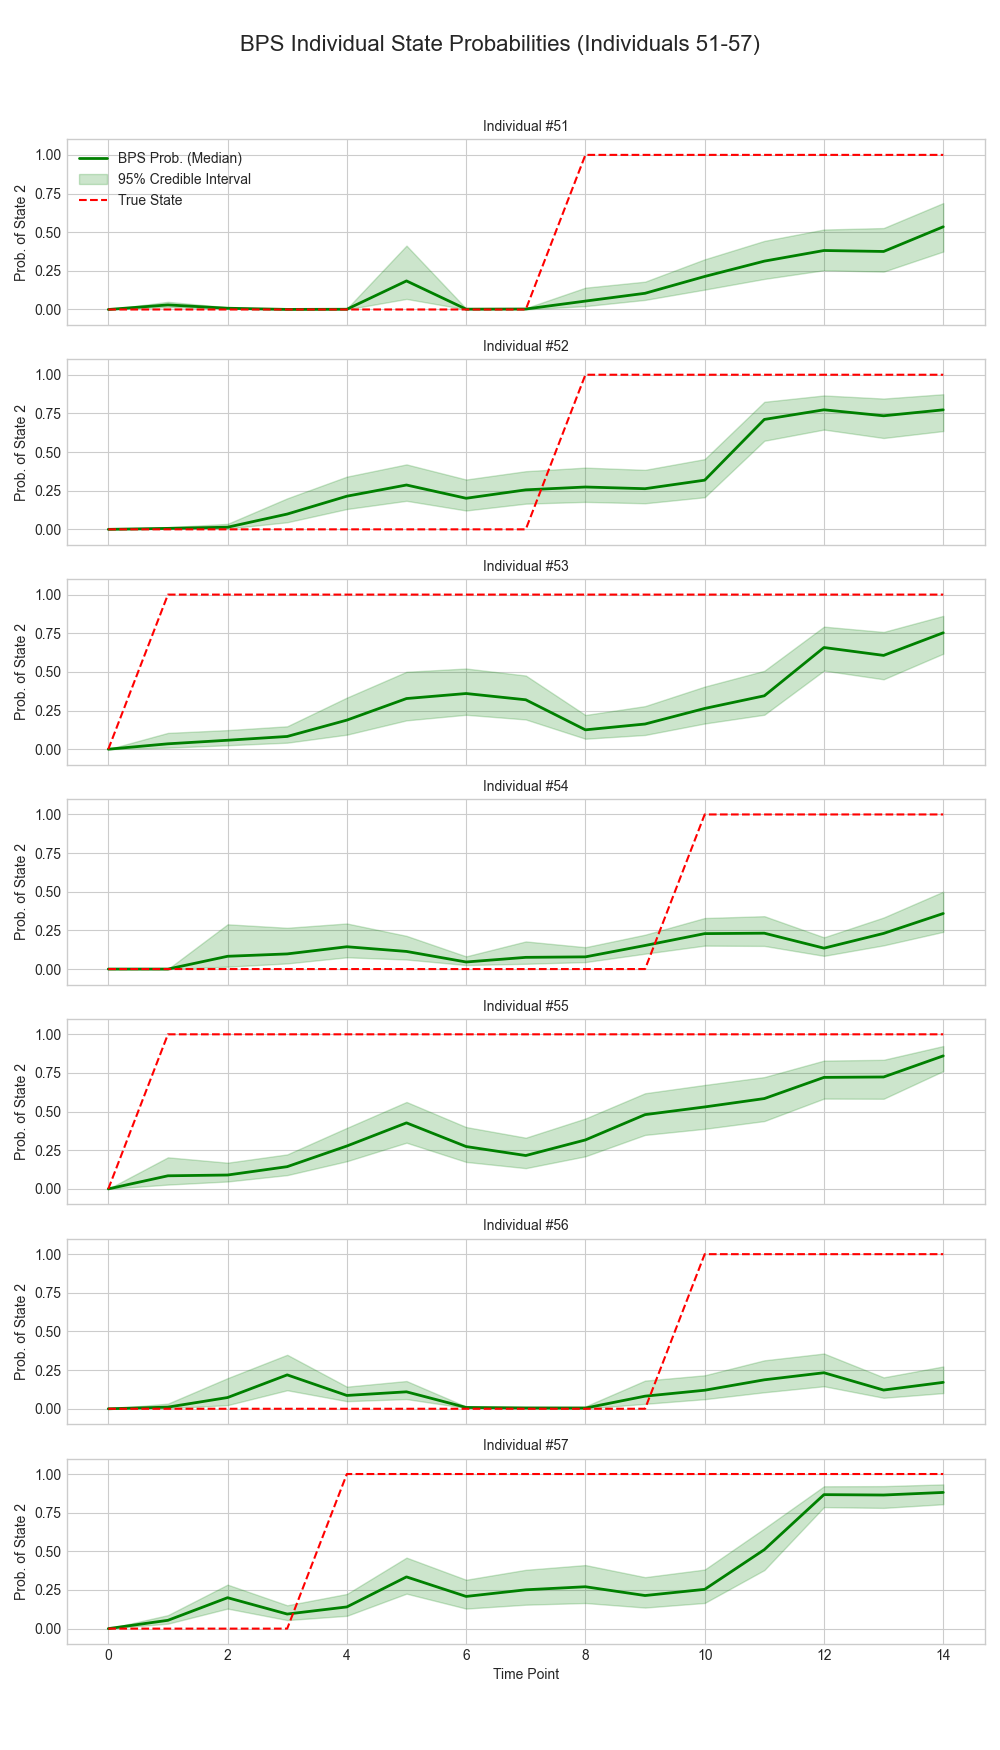 BPS Individual State Probabilities (Individuals 51-57)
Individual #51
BPS Prob. (Median)
95% Credible Interval
True State
Prob. of State 2
1.00
0.75
0.50
0.25
0.00
Individual #52
Prob. of State 2
1.00
0.75
0.50
0.25
0.00
Individual #53
Prob. of State 2
1.00
0.75
0.50
0.25
0.00
Individual #54
Prob. of State 2
1.00
0.75
0.50
0.25
0.00
Individual #55
Prob. of State 2
1.00
0.75
0.50
0.25
0.00
Individual #56
Prob. of State 2
1.00
0.75
0.50
0.25
0.00
Individual #57
Prob. of State 2
1.00
0.75
0.50
0.25
0.00
0 2 4 6 8 10 12 14
Time Point